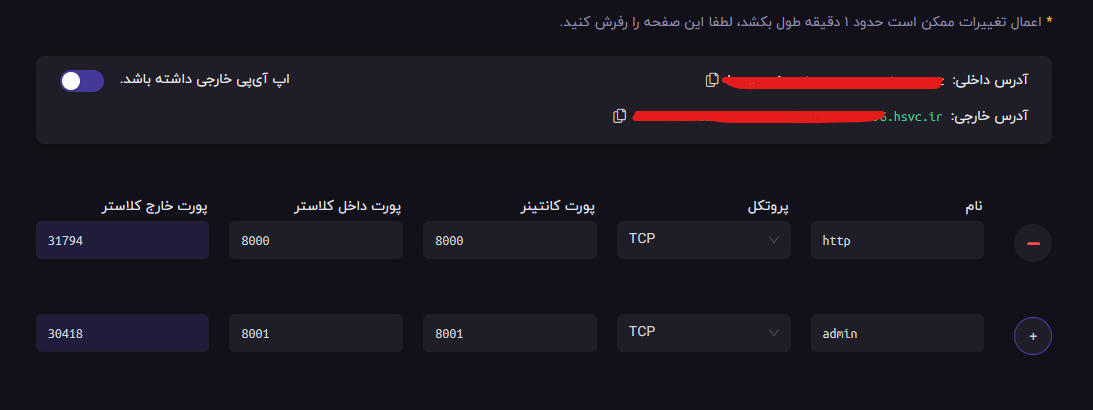 * اعمال تغییرات ممکن است حدود ۱ دقیقه طول بکشد، لطفا این صفحه را رفرش کنید.
آدرس داخلی:
اپ آی‌پی خارجی داشته باشد.
آدرس خارجی: .hsvc.ir
نام پروتکل پورت کانتینر پورت داخل کلاستر پورت خارج کلاستر
http TCP 8000 8000 31794
admin TCP 8001 8001 30418